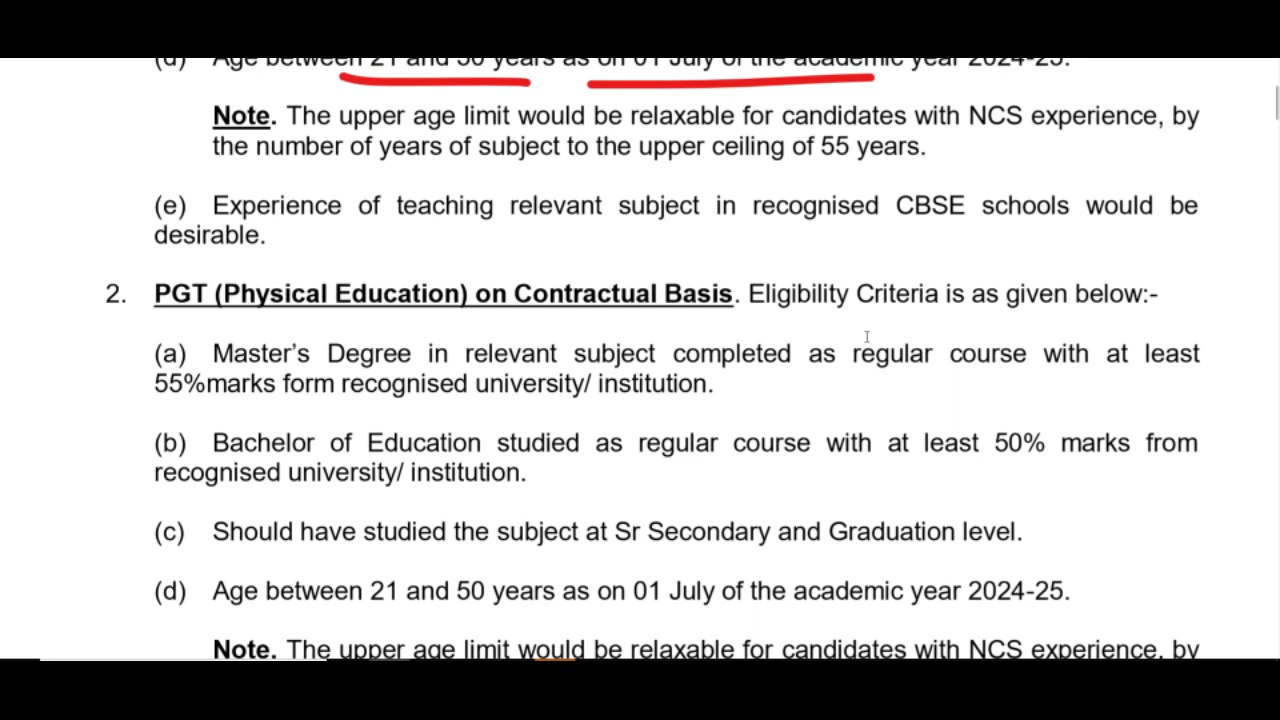 (d) Age between 21 and 50 years as on 01 July of the academic year 2024-25.
Note. The upper age limit would be relaxable for candidates with NCS experience, by
the number of years of subject to the upper ceiling of 55 years.
(e) Experience of teaching relevant subject in recognised CBSE schools would be
desirable.
2. PGT (Physical Education) on Contractual Basis. Eligibility Criteria is as given below:-
(a) Master’s Degree in relevant subject completed as regular course with at least
55%marks form recognised university/ institution.
(b) Bachelor of Education studied as regular course with at least 50% marks from
recognised university/ institution.
(c) Should have studied the subject at Sr Secondary and Graduation level.
(d) Age between 21 and 50 years as on 01 July of the academic year 2024-25.
Note. The upper age limit would be relaxable for candidates with NCS experience, by